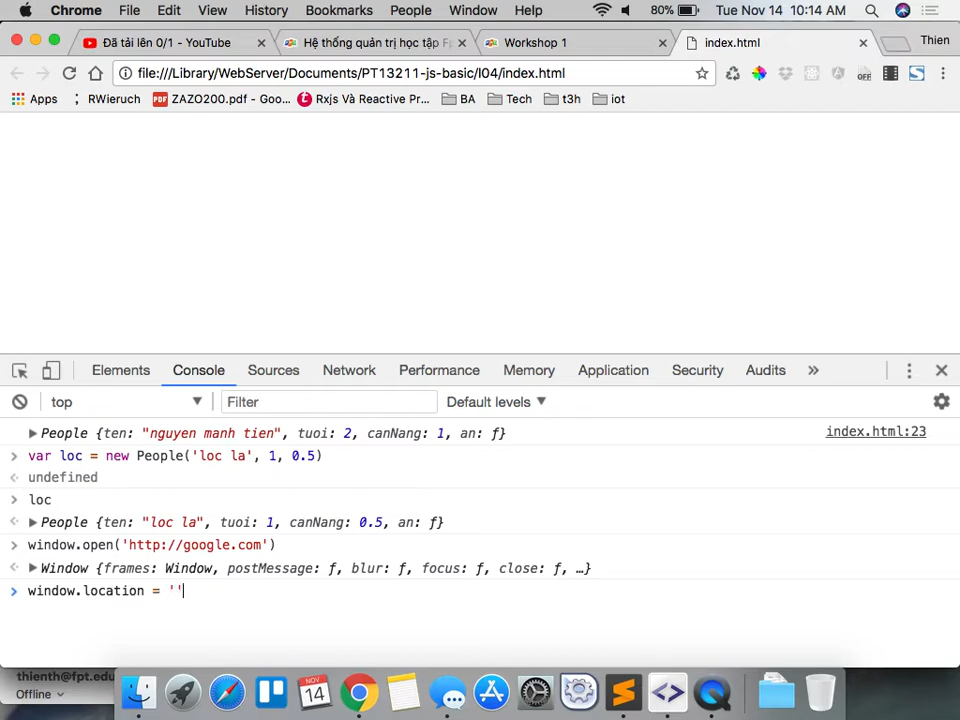 Chrome File Edit View History Bookmarks People Window Help 80% Tue Nov 14 10:14 AM
Đã tải lên 0/1 - YouTube Hệ thống quản trị học tập Fp Workshop 1 index.html Thien
file:///Library/WebServer/Documents/PT13211-js-basic/l04/index.html
Apps RWieruch ZAZO200.pdf - Goo... Rxjs Và Reactive Pr... BA Tech t3h iot
Elements Console Sources Network Performance Memory Application Security Audits »
top Filter Default levels
People {ten: "nguyen manh tien", tuoi: 2, canNang: 1, an: ƒ} index.html:23
var loc = new People('loc la', 1, 0.5)
undefined
loc
People {ten: "loc la", tuoi: 1, canNang: 0.5, an: ƒ}
window.open('http://google.com')
Window {frames: Window, postMessage: ƒ, blur: ƒ, focus: ƒ, close: ƒ, …}
window.location = ''
thienth@fpt.edu
Offline
NOV
14